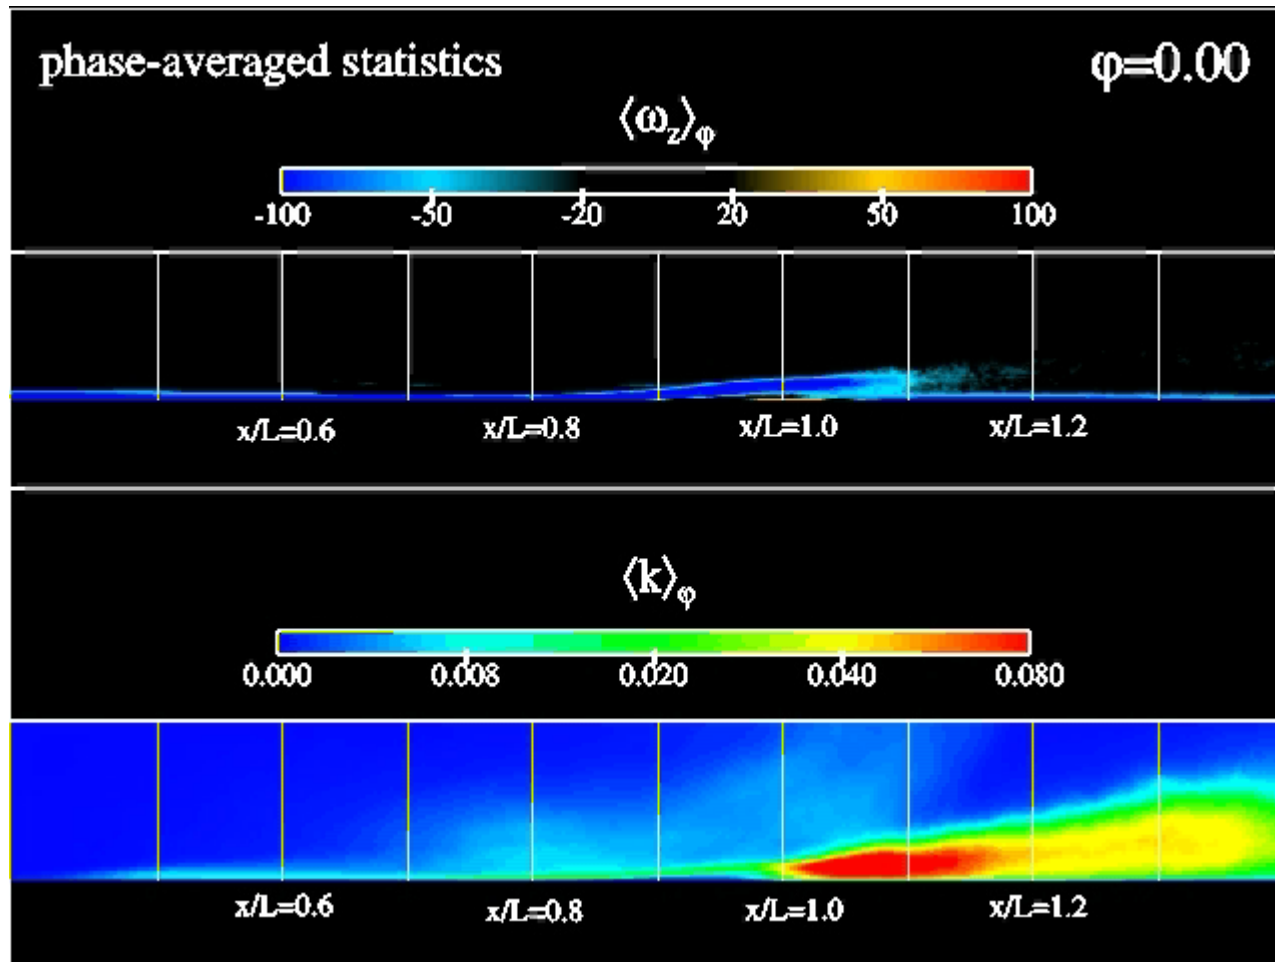 phase-averaged statistics φ=0.00
⟨ω_z⟩_φ
-100 -50 -20 20 50 100
x/L=0.6 x/L=0.8 x/L=1.0 x/L=1.2
⟨k⟩_φ
0.000 0.008 0.020 0.040 0.080
x/L=0.6 x/L=0.8 x/L=1.0 x/L=1.2